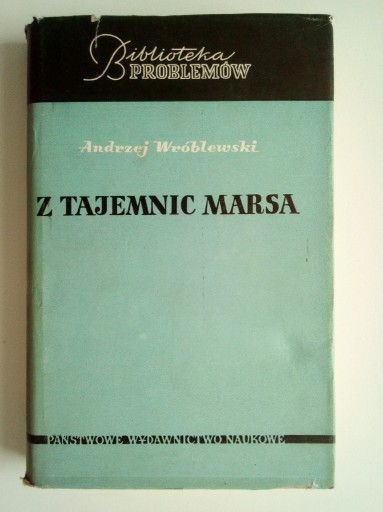 Biblioteka
PROBLEMÓW
Andrzej Wróblewski
Z TAJEMNIC MARSA
PAŃSTWOWE WYDAWNICTWO NAUKOWE